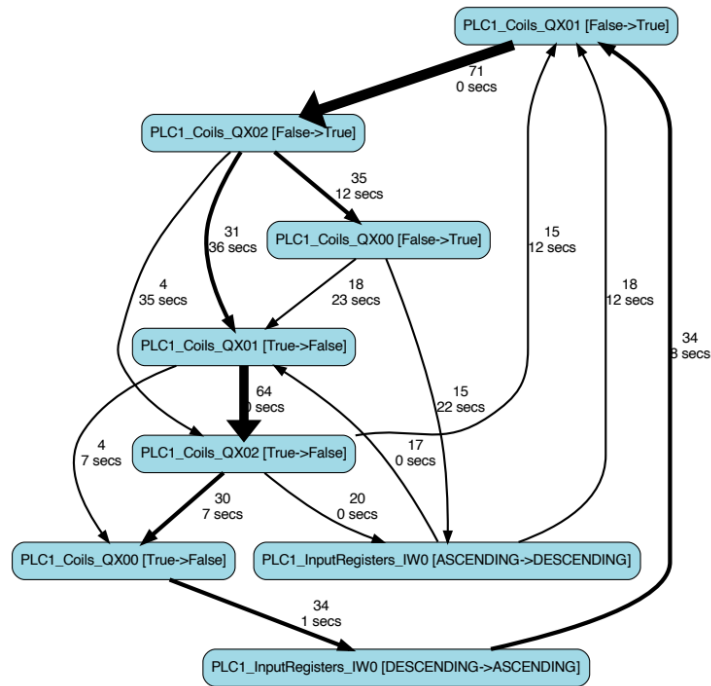 PLC1_Coils_QX01 [False->True]
71
0 secs
PLC1_Coils_QX02 [False->True]
35
12 secs
31
36 secs
PLC1_Coils_QX00 [False->True]
15
12 secs
4
35 secs
18
23 secs
18
12 secs
34
8 secs
PLC1_Coils_QX01 [True->False]
64
0 secs
15
22 secs
4
7 secs
17
0 secs
PLC1_Coils_QX02 [True->False]
30
7 secs
20
0 secs
PLC1_Coils_QX00 [True->False]
PLC1_InputRegisters_IW0 [ASCENDING->DESCENDING]
34
1 secs
PLC1_InputRegisters_IW0 [DESCENDING->ASCENDING]